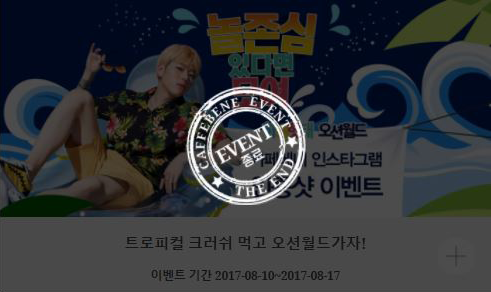 놀존심
있다면
오션월드
인스타그램
이벤트
CAFFEBENE EVENT
EVENT
종료
THE END
트로피컬 크러쉬 먹고 오션월드가자!
이벤트 기간 2017-08-10~2017-08-17